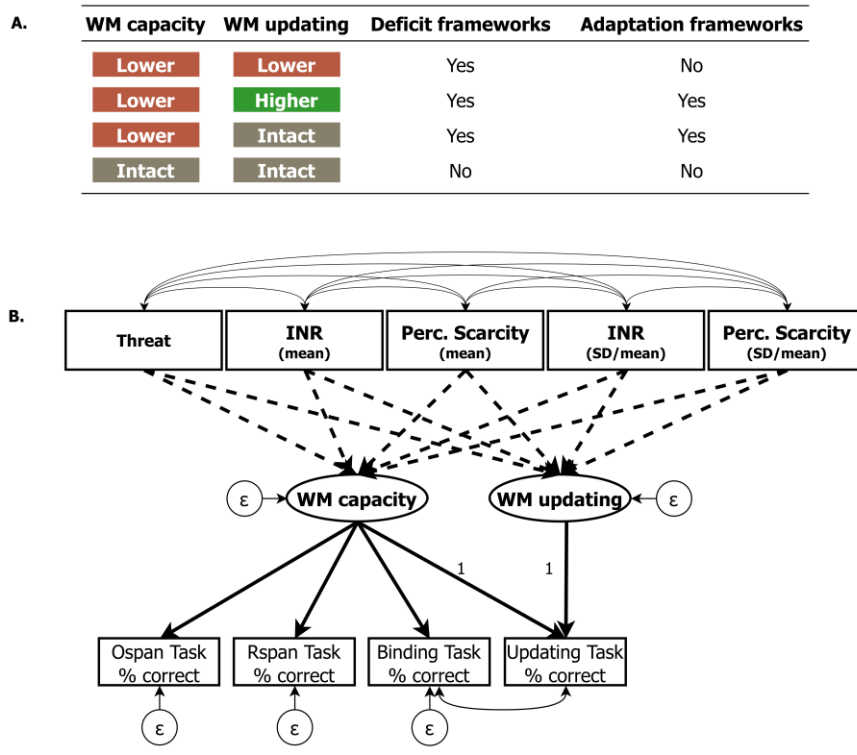 A.
WM capacity WM updating Deficit frameworks Adaptation frameworks
Lower Lower Yes No
Lower Higher Yes Yes
Lower Intact Yes Yes
Intact Intact No No
B.
Threat INR Perc. Scarcity INR Perc. Scarcity
(mean) (mean) (SD/mean) (SD/mean)
ε WM capacity WM updating ε
1 1
Ospan Task Rspan Task Binding Task Updating Task
% correct % correct % correct % correct
ε ε ε